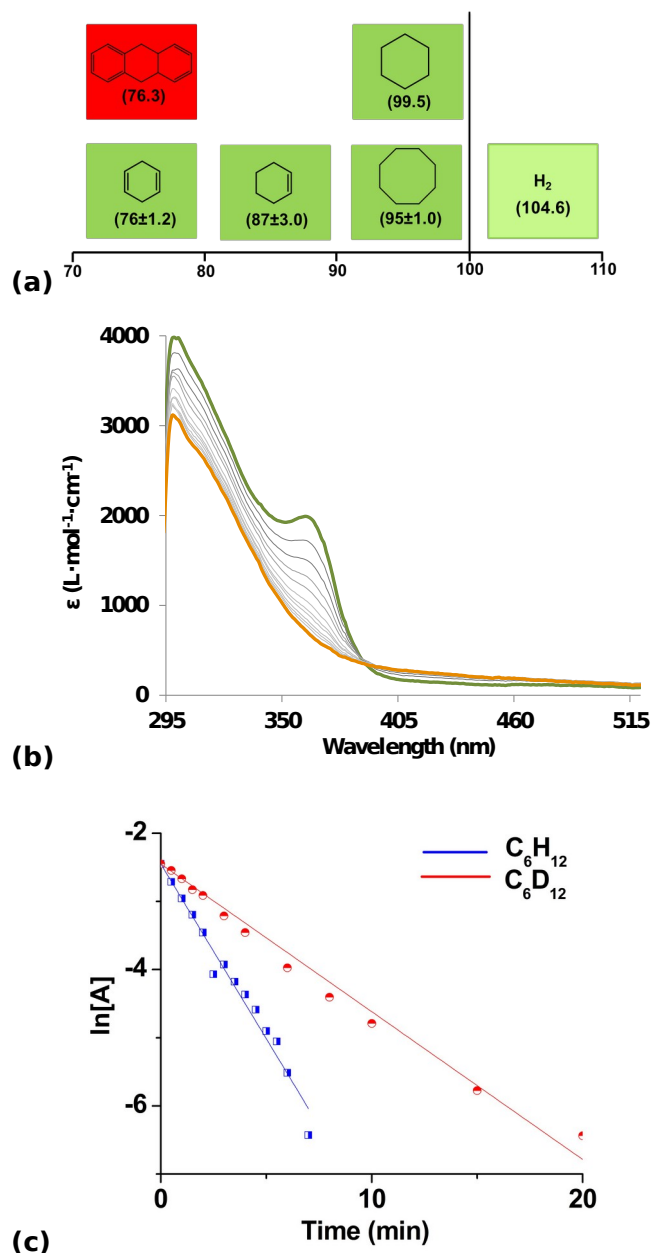 (76.3)
(99.5)
(76±1.2)
(87±3.0)
(95±1.0)
H₂
(104.6)
70
80
90
100
110
(a)
4000
3000
2000
1000
0
ε (L·mol⁻¹·cm⁻¹)
295
350
405
460
515
Wavelength (nm)
(b)
-2
-4
-6
ln[A]
C₆H₁₂
C₆D₁₂
0
10
20
Time (min)
(c)